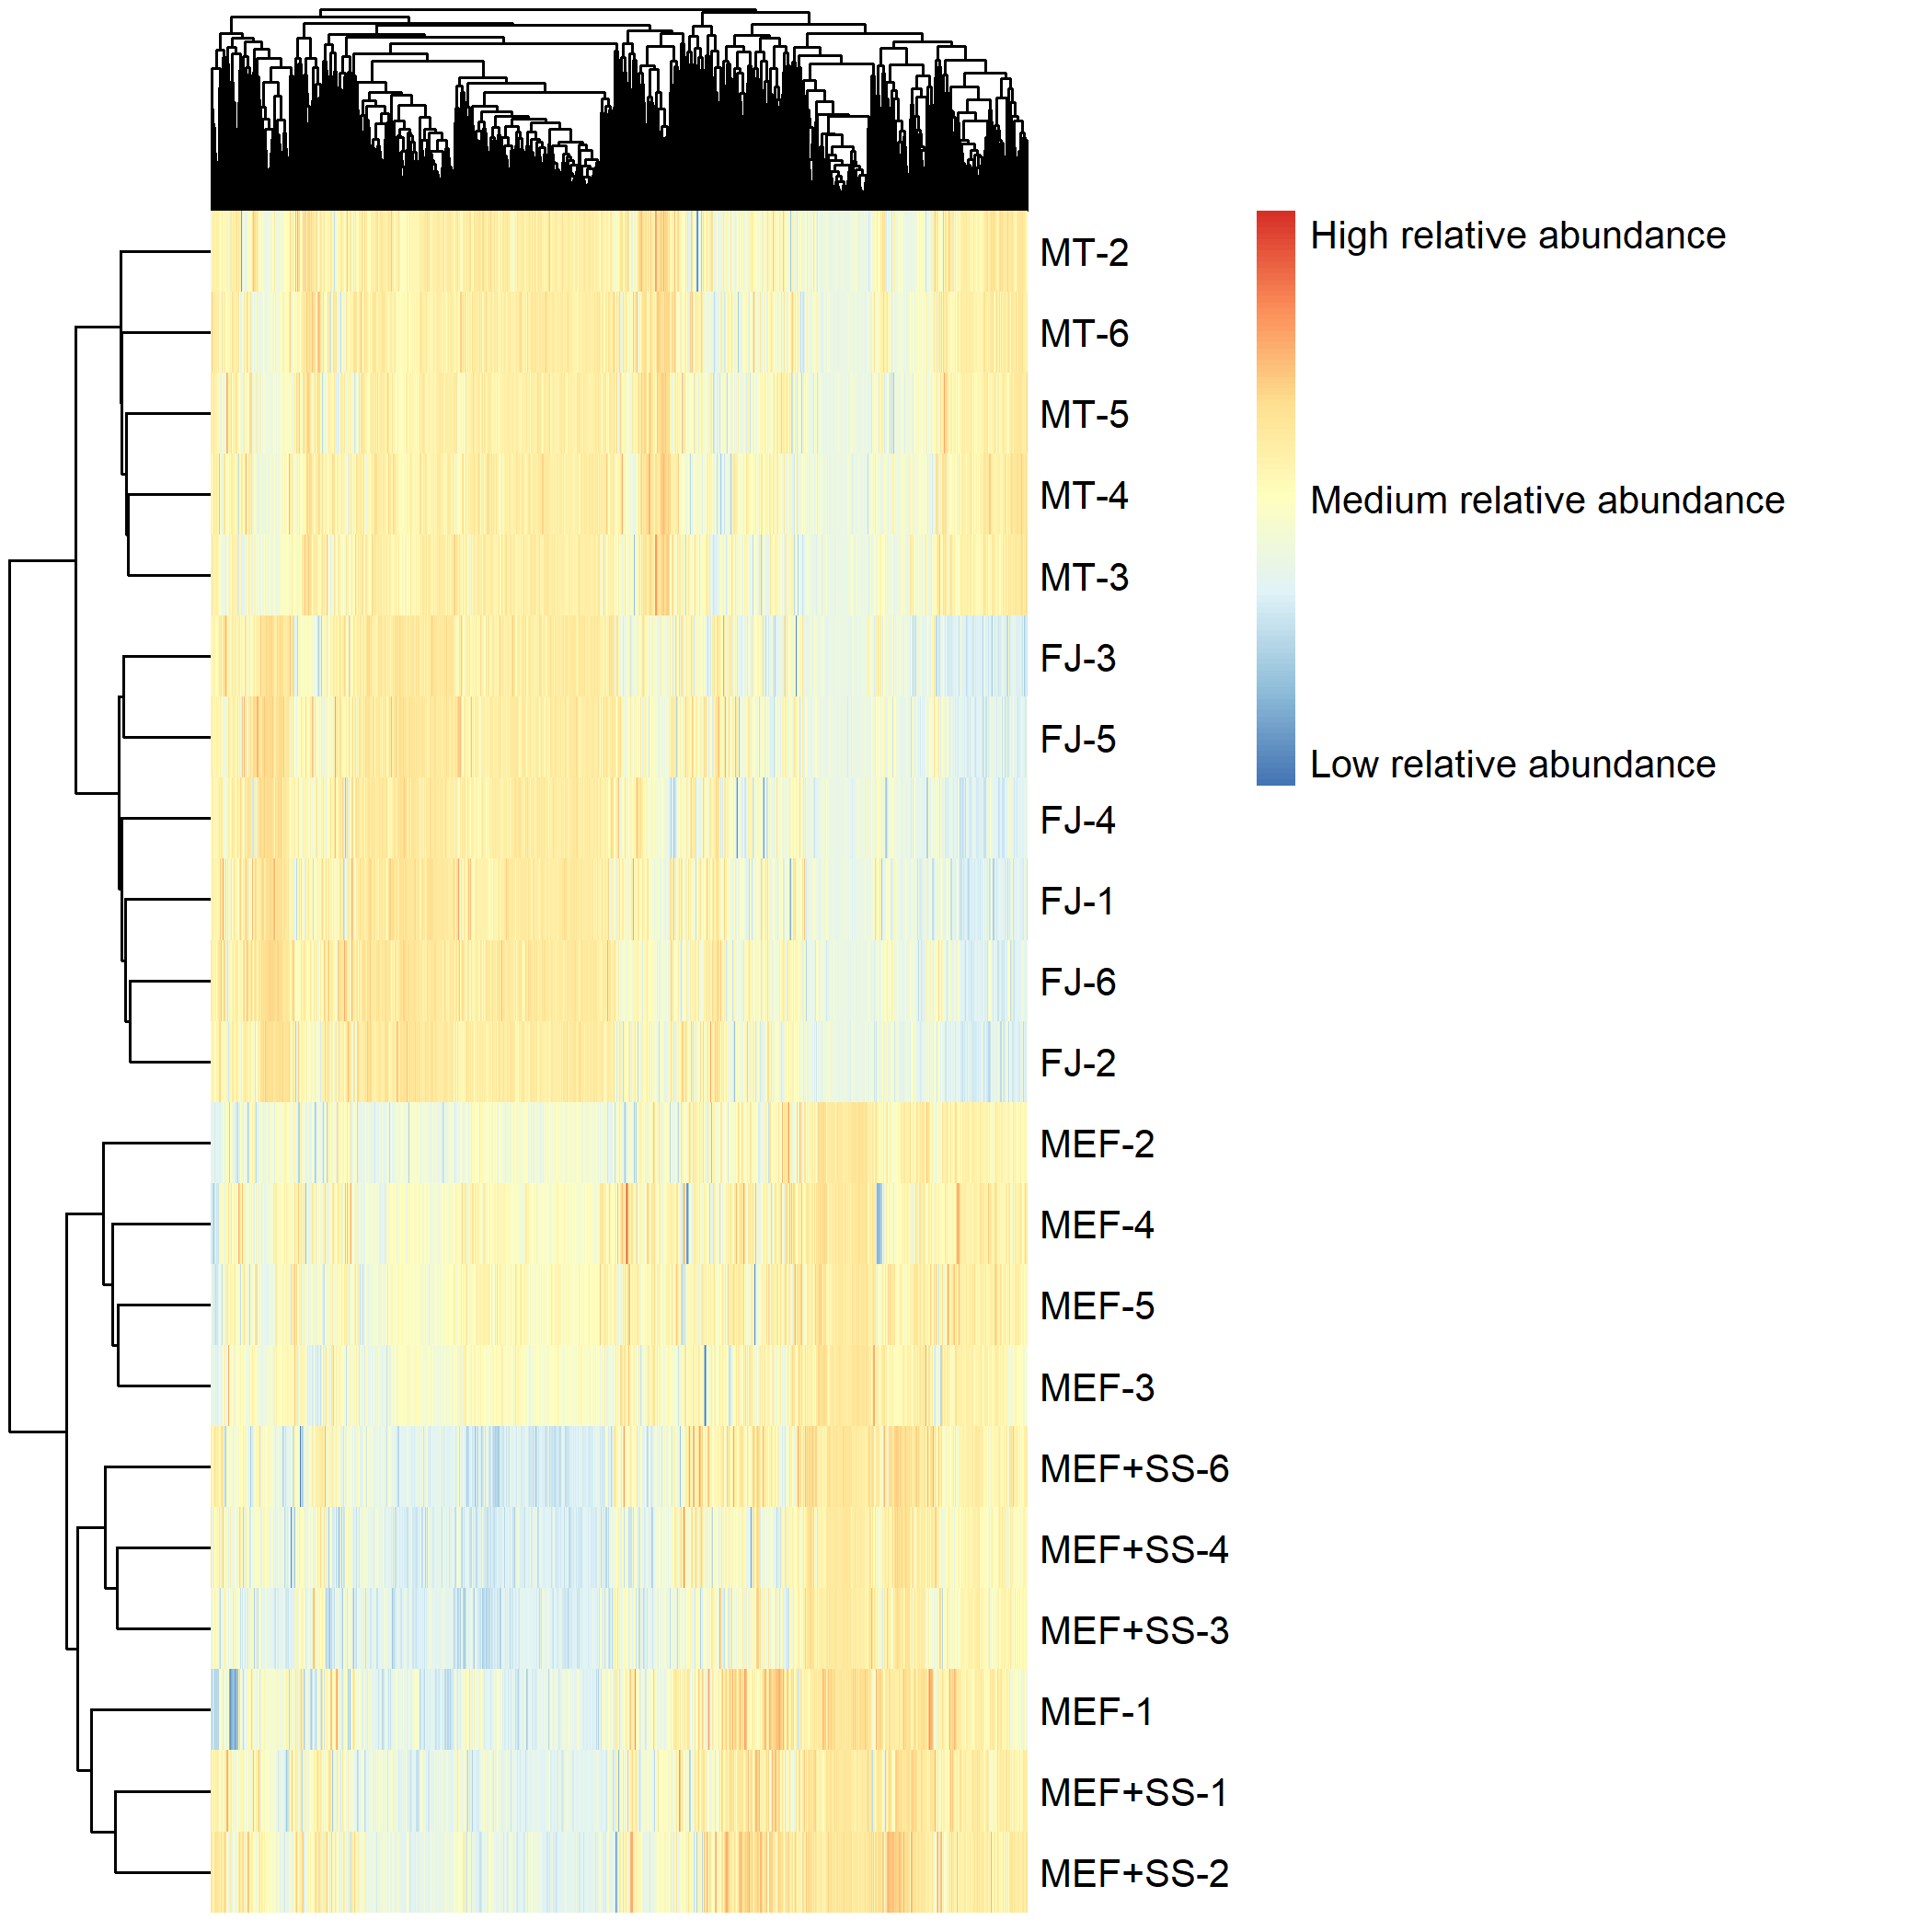 MT-2
High relative abundance
MT-6
MT-5
MT-4
Medium relative abundance
MT-3
FJ-3
FJ-5
Low relative abundance
FJ-4
FJ-1
FJ-6
FJ-2
MEF-2
MEF-4
MEF-5
MEF-3
MEF+SS-6
MEF+SS-4
MEF+SS-3
MEF-1
MEF+SS-1
MEF+SS-2